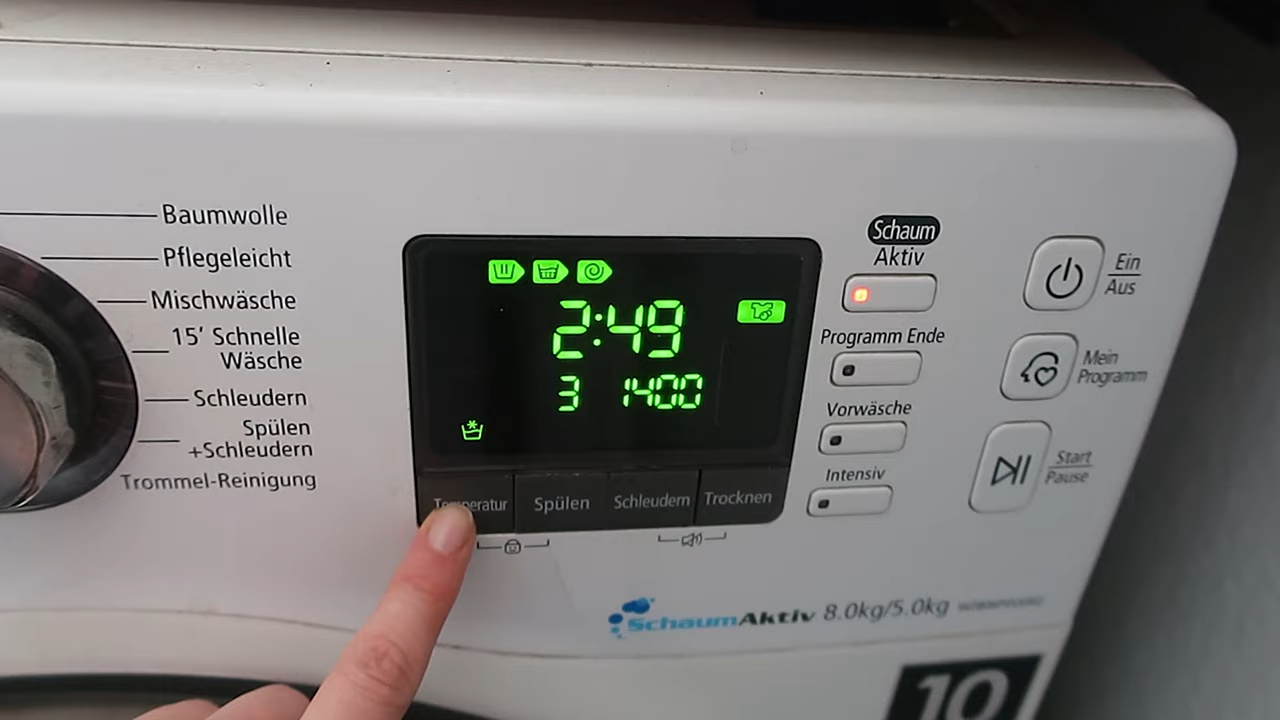 Baumwolle
Pflegeleicht
Mischwäsche
15’ Schnelle
Wäsche
Schleudern
Spülen
+Schleudern
Trommel-Reinigung
2:49
3 1400
Temperatur Spülen Schleudern Trocknen
Schaum
Aktiv
Programm Ende
Vorwäsche
Intensiv
Ein
Aus
Mein
Programm
Start
Pause
SchaumAktiv 8.0kg/5.0kg
10